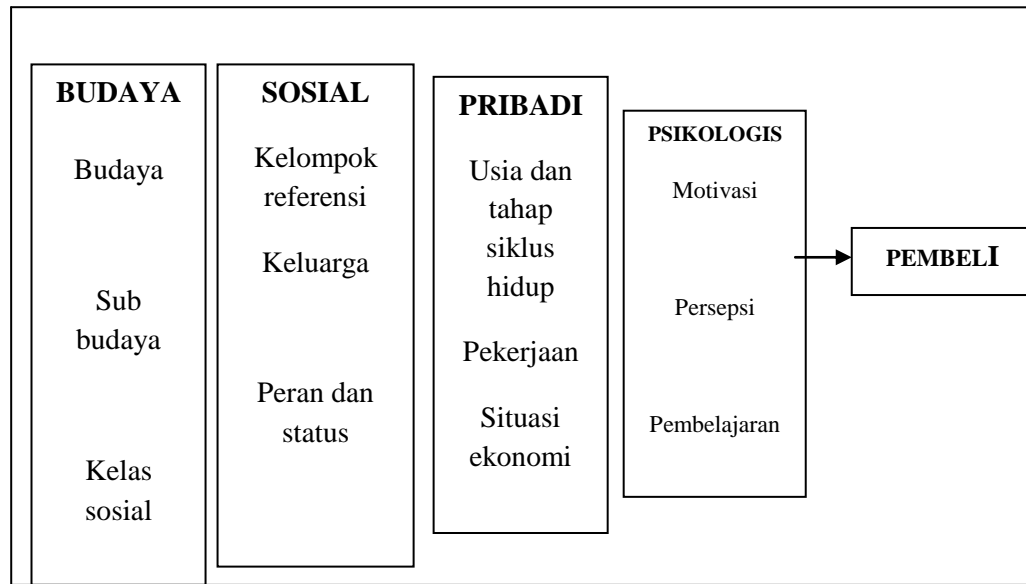 BUDAYA
Budaya
Sub
budaya
Kelas
sosial
SOSIAL
Kelompok
referensi
Keluarga
Peran dan
status
PRIBADI
Usia dan
tahap
siklus
hidup
Pekerjaan
Situasi
ekonomi
PSIKOLOGIS
Motivasi
Persepsi
Pembelajaran
PEMBELI